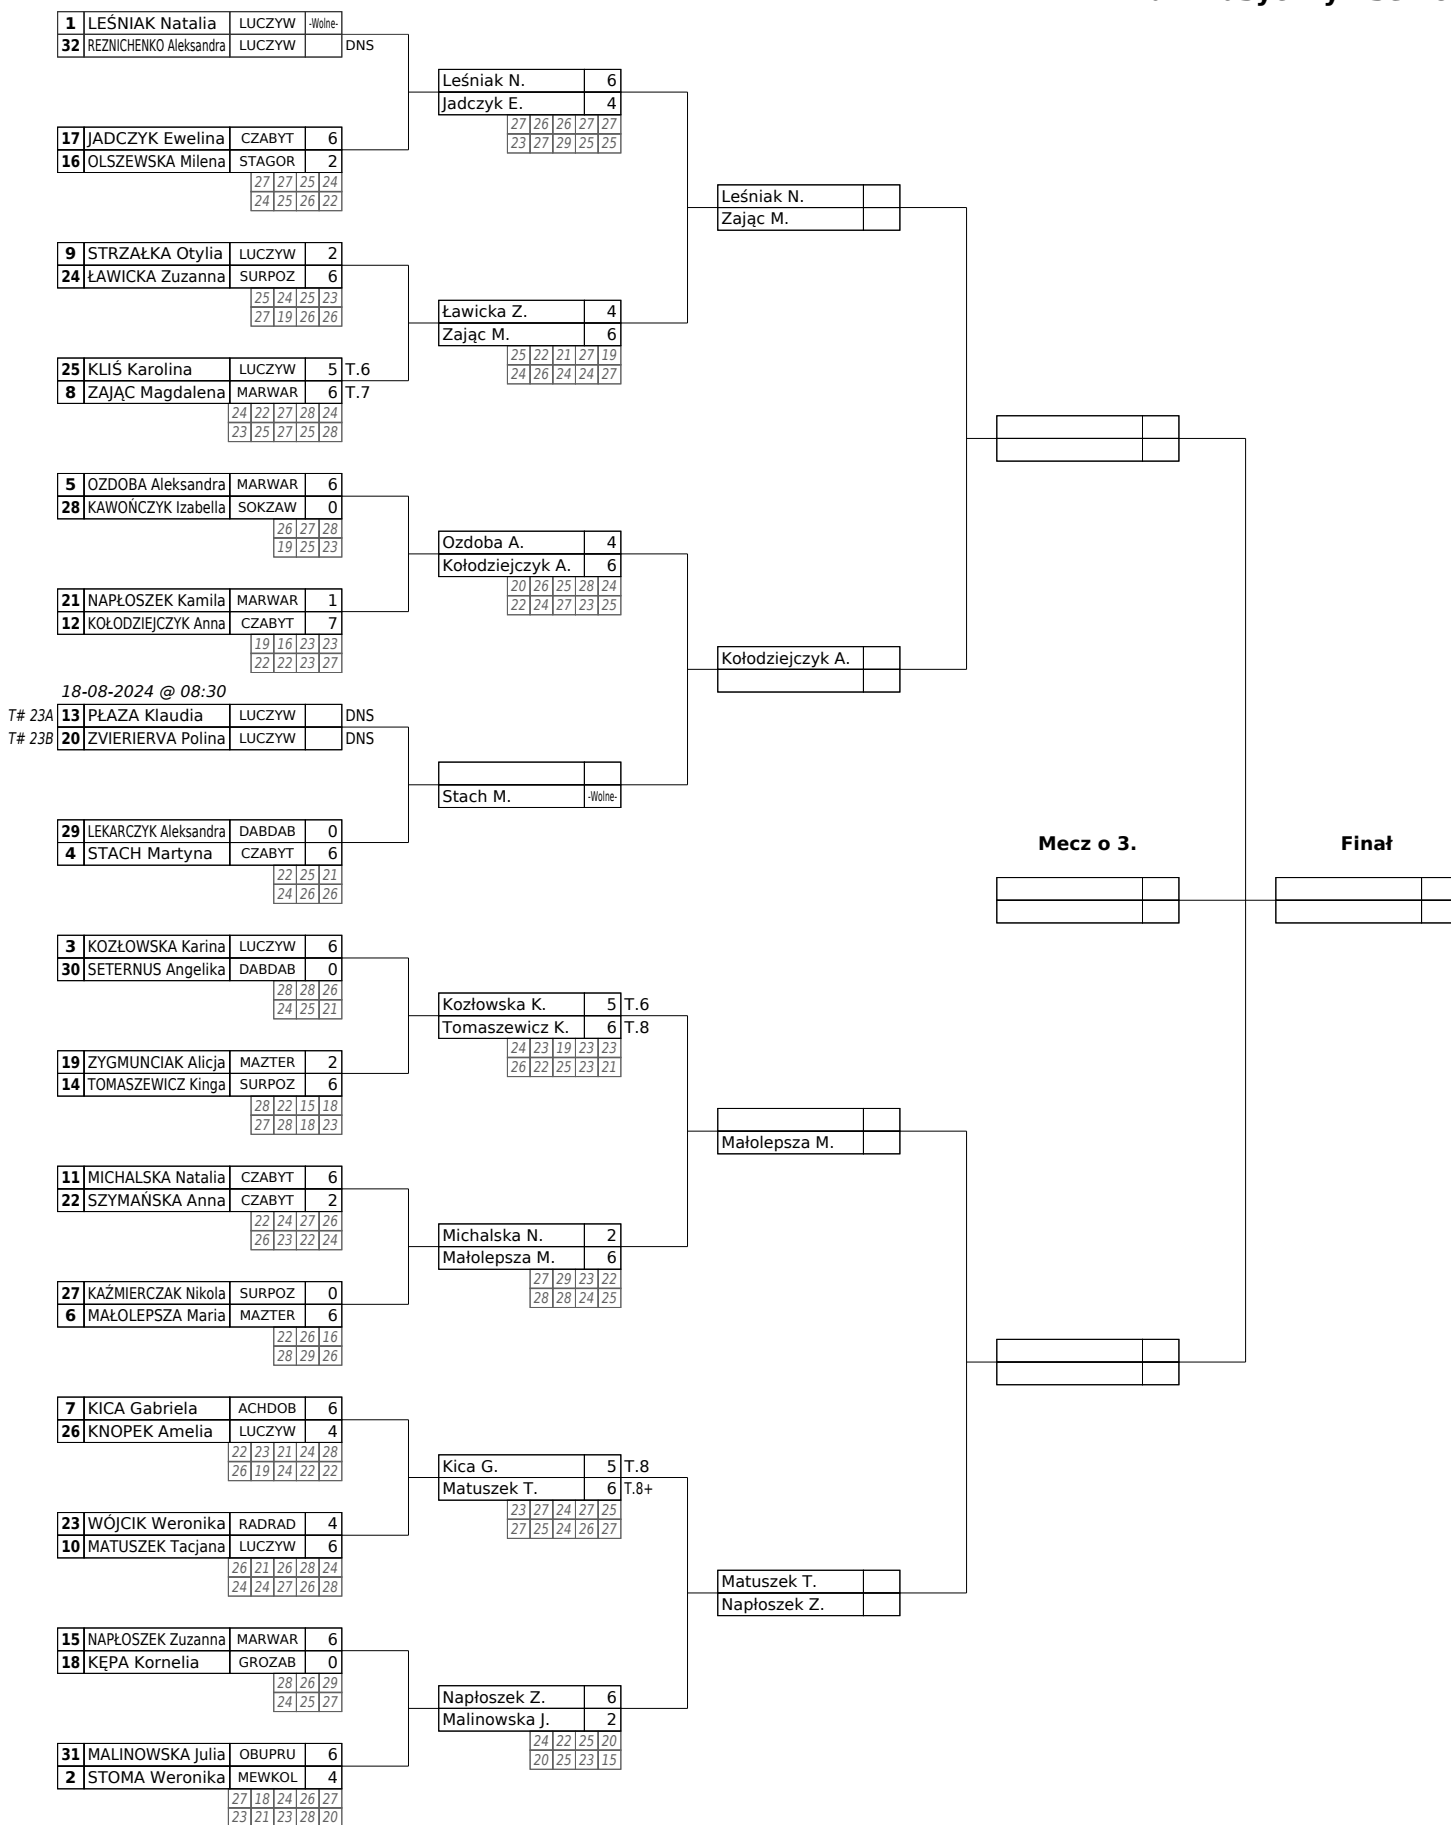 1 LEŚNIAK Natalia LUCZYW -Wolne-
32 REZNICHENKO Aleksandra LUCZYW DNS
17 JADCZYK Ewelina CZABYT 6
16 OLSZEWSKA Milena STAGOR 2
27 27 25 24
24 25 26 22
9 STRZAŁKA Otylia LUCZYW 2
24 ŁAWICKA Zuzanna SURPOZ 6
25 24 25 23
27 19 26 26
25 KLIŚ Karolina LUCZYW 5 T.6
8 ZAJĄC Magdalena MARWAR 6 T.7
24 22 27 28 24
23 25 27 25 28
5 OZDOBA Aleksandra MARWAR 6
28 KAWOŃCZYK Izabella SOKZAW 0
26 27 28
19 25 23
21 NAPŁOSZEK Kamila MARWAR 1
12 KOŁODZIEJCZYK Anna CZABYT 7
19 16 23 23
22 22 23 27
18-08-2024 @ 08:30
T# 23A 13 PŁAZA Klaudia LUCZYW DNS
T# 23B 20 ZVIERIERVA Polina LUCZYW DNS
29 LEKARCZYK Aleksandra DABDAB 0
4 STACH Martyna CZABYT 6
22 25 21
24 26 26
3 KOZŁOWSKA Karina LUCZYW 6
30 SETERNUS Angelika DABDAB 0
28 28 26
24 25 21
19 ZYGMUNCIAK Alicja MAZTER 2
14 TOMASZEWICZ Kinga SURPOZ 6
28 22 15 18
27 28 18 23
11 MICHALSKA Natalia CZABYT 6
22 SZYMAŃSKA Anna CZABYT 2
22 24 27 26
26 23 22 24
27 KAŹMIERCZAK Nikola SURPOZ 0
6 MAŁOLEPSZA Maria MAZTER 6
22 26 16
28 29 26
7 KICA Gabriela ACHDOB 6
26 KNOPEK Amelia LUCZYW 4
22 23 21 24 28
26 19 24 22 22
23 WÓJCIK Weronika RADRAD 4
10 MATUSZEK Tacjana LUCZYW 6
26 21 26 28 24
24 24 27 26 28
15 NAPŁOSZEK Zuzanna MARWAR 6
18 KĘPA Kornelia GROZAB 0
28 26 29
24 25 27
31 MALINOWSKA Julia OBUPRU 6
2 STOMA Weronika MEWKOL 4
27 18 24 26 27
23 21 23 28 20
Leśniak N. 6
Jadczyk E. 4
27 26 26 27 27
23 27 29 25 25
Ławicka Z. 4
Zając M. 6
25 22 21 27 19
24 26 24 24 27
Ozdoba A. 4
Kołodziejczyk A. 6
20 26 25 28 24
22 24 27 23 25
Stach M. -Wolne-
Kozłowska K. 5 T.6
Tomaszewicz K. 6 T.8
24 23 19 23 23
26 22 25 23 21
Michalska N. 2
Małolepsza M. 6
27 29 23 22
28 28 24 25
Kica G. 5 T.8
Matuszek T. 6 T.8+
23 27 24 27 25
27 25 24 26 27
Napłoszek Z. 6
Malinowska J. 2
24 22 25 20
20 25 23 15
Leśniak N.
Zając M.
Kołodziejczyk A.
Małolepsza M.
Matuszek T.
Napłoszek Z.
Mecz o 3.
Finał